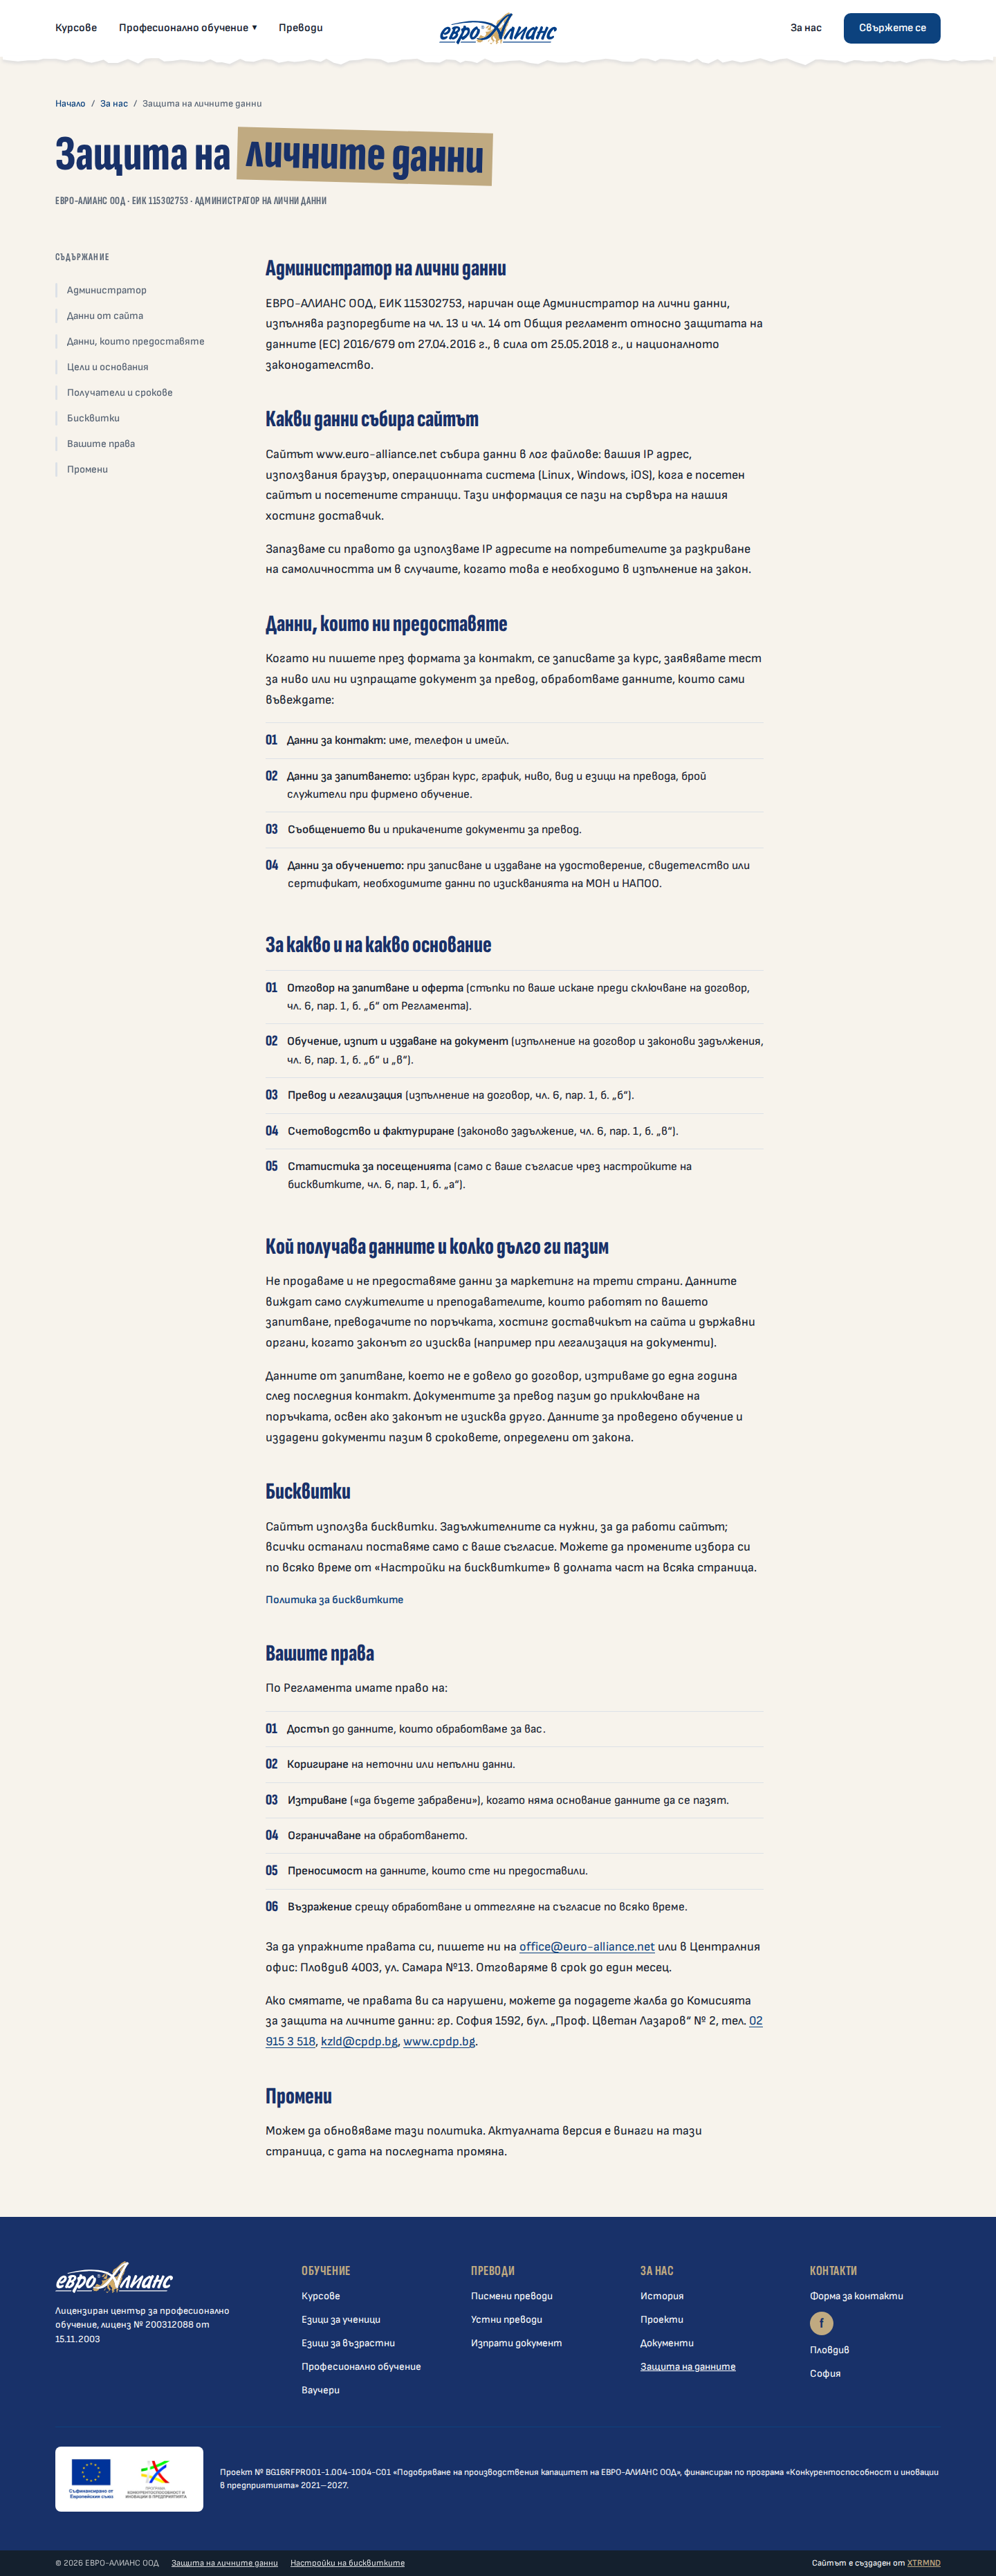 Курсове
Професионално обучение ▾
Преводи
евроАлианс
За нас
Свържете се
Начало / За нас / Защита на личните данни
Защита на личните данни
ЕВРО-АЛИАНС ООД · ЕИК 115302753 · АДМИНИСТРАТОР НА ЛИЧНИ ДАННИ
СЪДЪРЖАНИЕ
Администратор
Данни от сайта
Данни, които предоставяте
Цели и основания
Получатели и срокове
Бисквитки
Вашите права
Промени
Администратор на лични данни
ЕВРО-АЛИАНС ООД, ЕИК 115302753, наричан още Администратор на лични данни,
изпълнява разпоредбите на чл. 13 и чл. 14 от Общия регламент относно защитата на
данните (ЕС) 2016/679 от 27.04.2016 г., в сила от 25.05.2018 г., и националното
законодателство.
Какви данни събира сайтът
Сайтът www.euro-alliance.net събира данни в лог файлове: вашия IP адрес,
използвания браузър, операционната система (Linux, Windows, iOS), кога е посетен
сайтът и посетените страници. Тази информация се пази на сървъра на нашия
хостинг доставчик.
Запазваме си правото да използваме IP адресите на потребителите за разкриване
на самоличността им в случаите, когато това е необходимо в изпълнение на закон.
Данни, които ни предоставяте
Когато ни пишете през формата за контакт, се записвате за курс, заявявате тест
за ниво или ни изпращате документ за превод, обработваме данните, които сами
въвеждате:
01 Данни за контакт: име, телефон и имейл.
02 Данни за запитването: избран курс, график, ниво, вид и езици на превода, брой
служители при фирмено обучение.
03 Съобщението ви и прикачените документи за превод.
04 Данни за обучението: при записване и издаване на удостоверение, свидетелство или
сертификат, необходимите данни по изискванията на МОН и НАПОО.
За какво и на какво основание
01 Отговор на запитване и оферта (стъпки по ваше искане преди сключване на договор,
чл. 6, пар. 1, б. „б“ от Регламента).
02 Обучение, изпит и издаване на документ (изпълнение на договор и законови задължения,
чл. 6, пар. 1, б. „б“ и „в“).
03 Превод и легализация (изпълнение на договор, чл. 6, пар. 1, б. „б“).
04 Счетоводство и фактуриране (законово задължение, чл. 6, пар. 1, б. „в“).
05 Статистика за посещенията (само с ваше съгласие чрез настройките на
бисквитките, чл. 6, пар. 1, б. „а“).
Кой получава данните и колко дълго ги пазим
Не продаваме и не предоставяме данни за маркетинг на трети страни. Данните
виждат само служителите и преподавателите, които работят по вашето
запитване, преводачите по поръчката, хостинг доставчикът на сайта и държавни
органи, когато законът го изисква (например при легализация на документи).
Данните от запитване, което не е довело до договор, изтриваме до една година
след последния контакт. Документите за превод пазим до приключване на
поръчката, освен ако законът не изисква друго. Данните за проведено обучение и
издадени документи пазим в сроковете, определени от закона.
Бисквитки
Сайтът използва бисквитки. Задължителните са нужни, за да работи сайтът;
всички останали поставяме само с ваше съгласие. Можете да промените избора си
по всяко време от «Настройки на бисквитките» в долната част на всяка страница.
Политика за бисквитките
Вашите права
По Регламента имате право на:
01 Достъп до данните, които обработваме за вас.
02 Коригиране на неточни или непълни данни.
03 Изтриване («да бъдете забравени»), когато няма основание данните да се пазят.
04 Ограничаване на обработването.
05 Преносимост на данните, които сте ни предоставили.
06 Възражение срещу обработване и оттегляне на съгласие по всяко време.
За да упражните правата си, пишете ни на office@euro-alliance.net или в Централния
офис: Пловдив 4003, ул. Самара №13. Отговаряме в срок до един месец.
Ако смятате, че правата ви са нарушени, можете да подадете жалба до Комисията
за защита на личните данни: гр. София 1592, бул. „Проф. Цветан Лазаров“ № 2, тел. 02
915 3 518, kzld@cpdp.bg, www.cpdp.bg.
Промени
Можем да обновяваме тази политика. Актуалната версия е винаги на тази
страница, с дата на последната промяна.
евроАлианс
Лицензиран център за професионално
обучение, лиценз № 200312088 от
15.11.2003
ОБУЧЕНИЕ
Курсове
Езици за ученици
Езици за възрастни
Професионално обучение
Ваучери
ПРЕВОДИ
Писмени преводи
Устни преводи
Изпрати документ
ЗА НАС
История
Проекти
Документи
Защита на данните
КОНТАКТИ
Форма за контакти
f
Пловдив
София
Съфинансирано от
Европейския съюз
ПРОГРАМА
КОНКУРЕНТОСПОСОБНОСТ И
ИНОВАЦИИ В ПРЕДПРИЯТИЯТА
Проект № BG16RFPR001-1.004-1004-C01 «Подобряване на производствения капацитет на ЕВРО-АЛИАНС ООД», финансиран по програма «Конкурентоспособност и иновации
в предприятията» 2021–2027.
© 2026 ЕВРО-АЛИАНС ООД
Защита на личните данни
Настройки на бисквитките
Сайтът е създаден от XTRMND